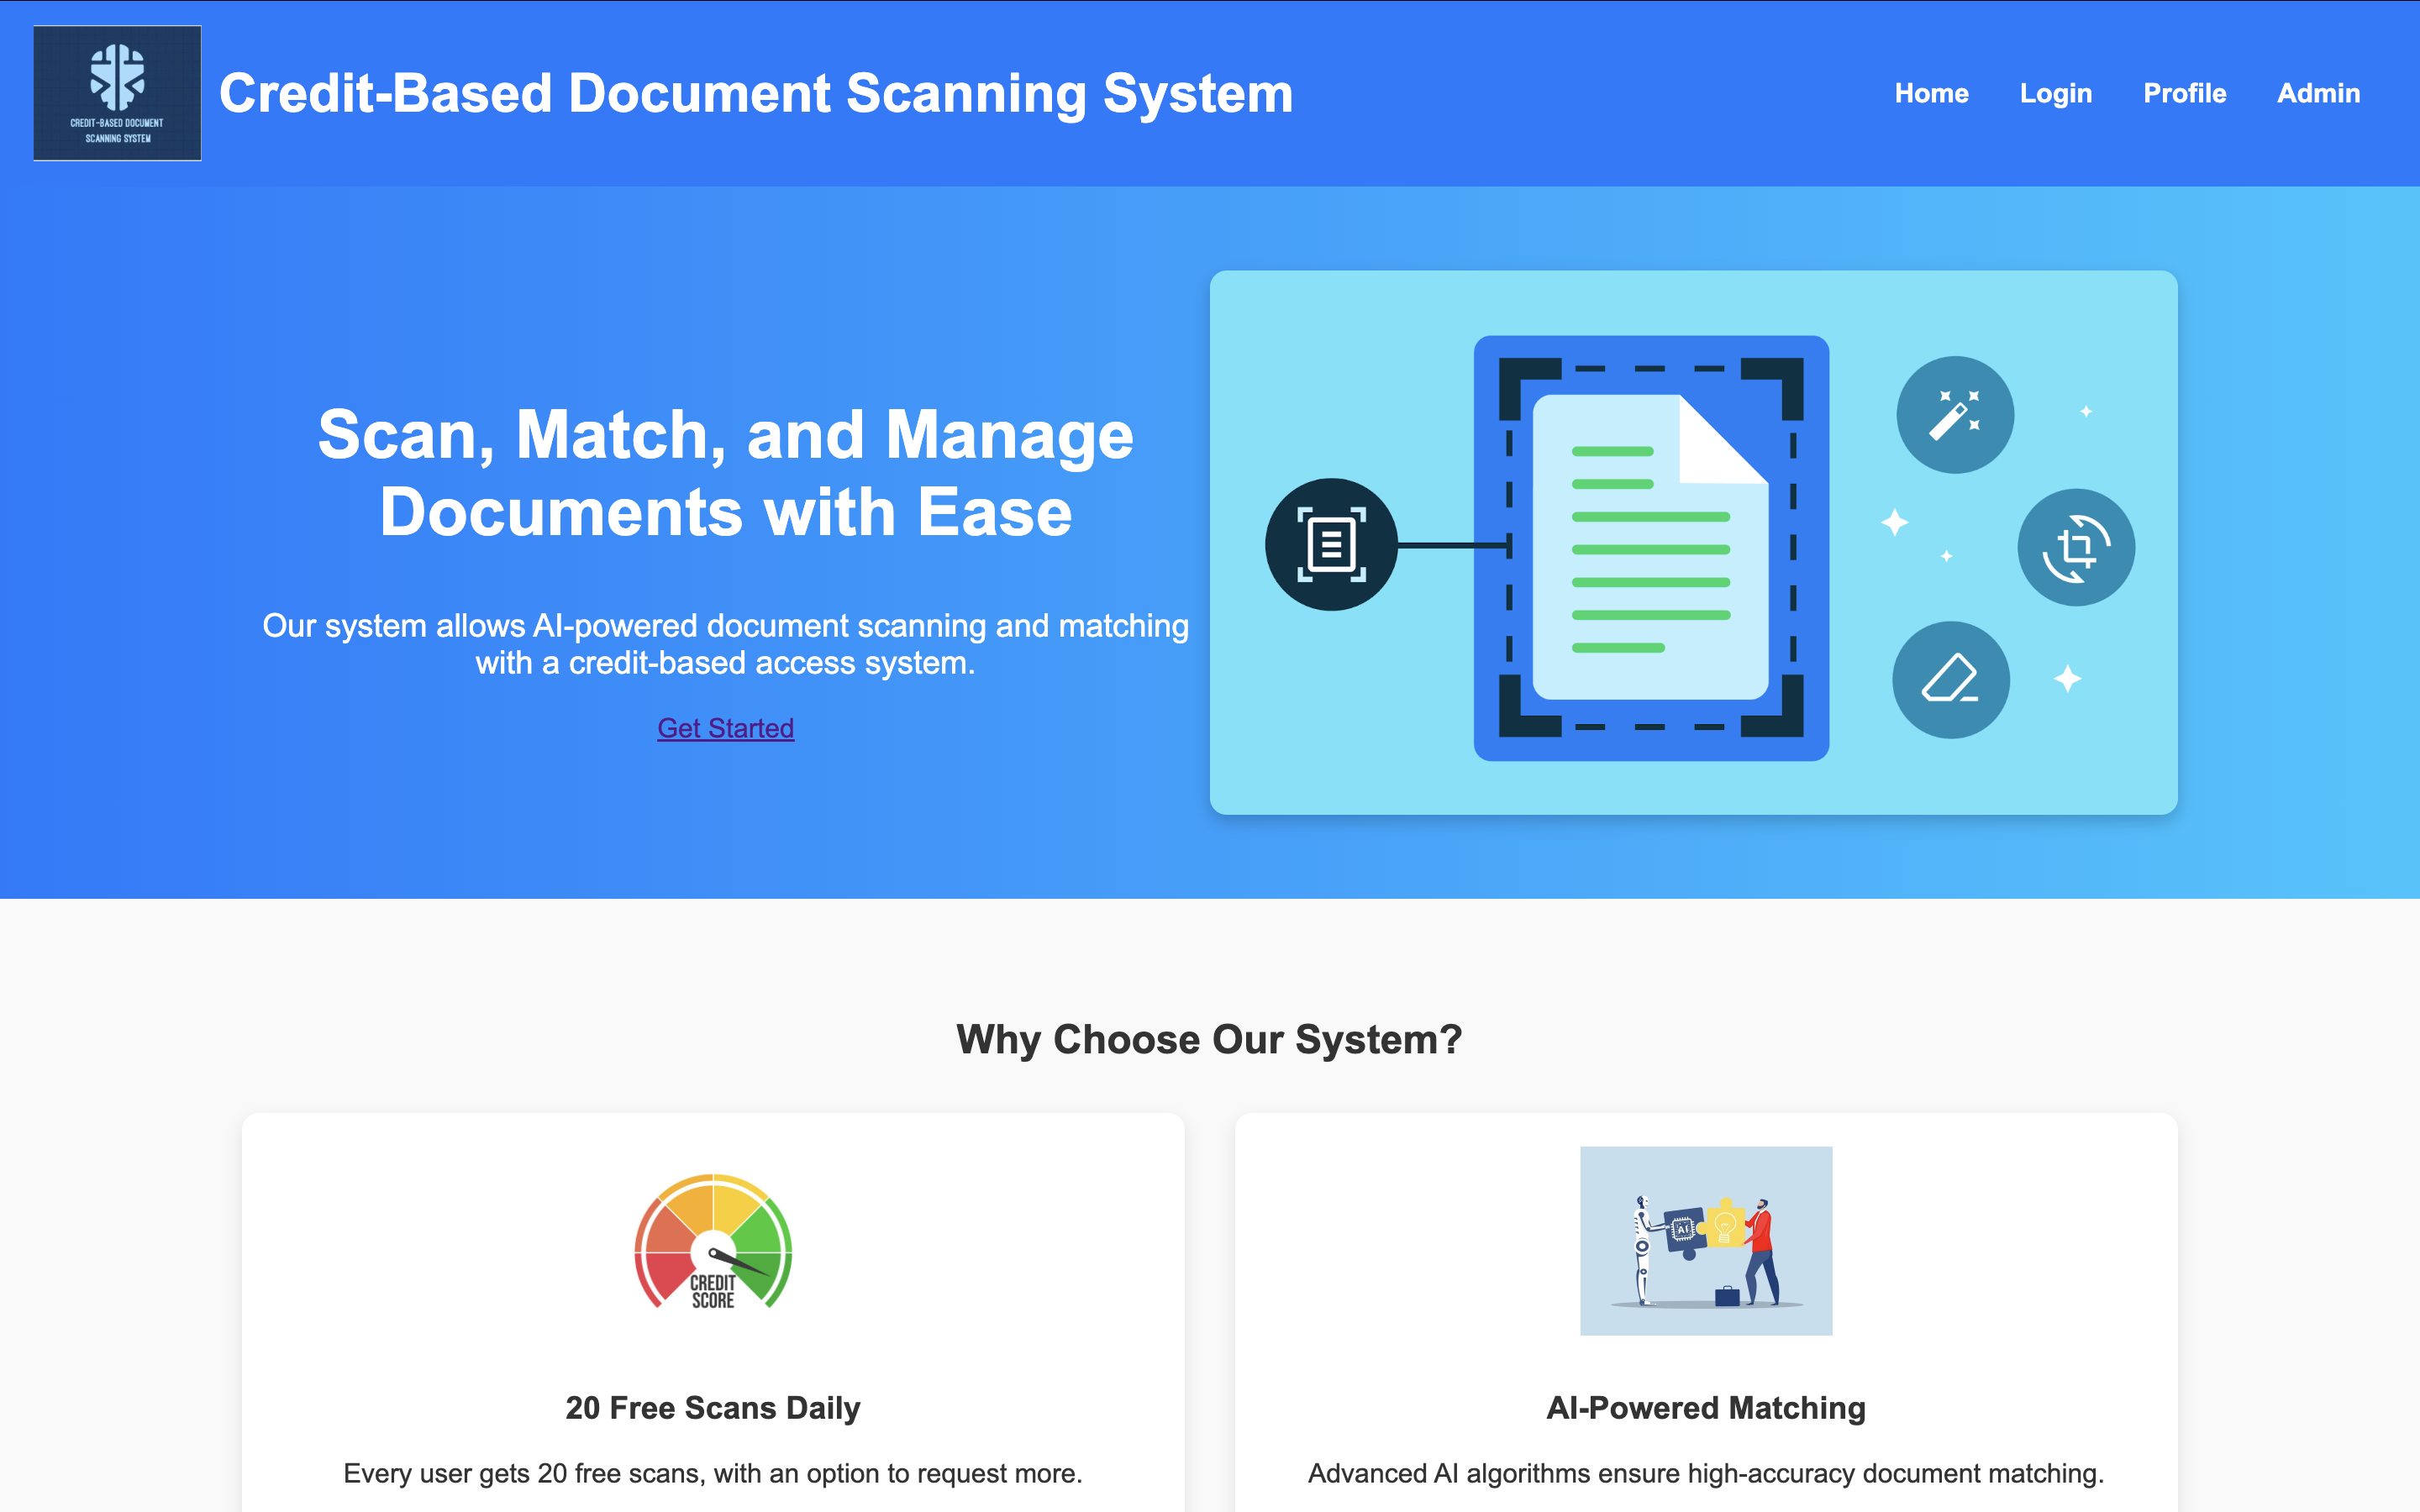 CREDIT-BASED DOCUMENT
SCANNING SYSTEM
Credit-Based Document Scanning System
Home Login Profile Admin
Scan, Match, and Manage
Documents with Ease
Our system allows AI-powered document scanning and matching
with a credit-based access system.
Get Started
Why Choose Our System?
CREDIT
SCORE
20 Free Scans Daily
Every user gets 20 free scans, with an option to request more.
AI
AI-Powered Matching
Advanced AI algorithms ensure high-accuracy document matching.